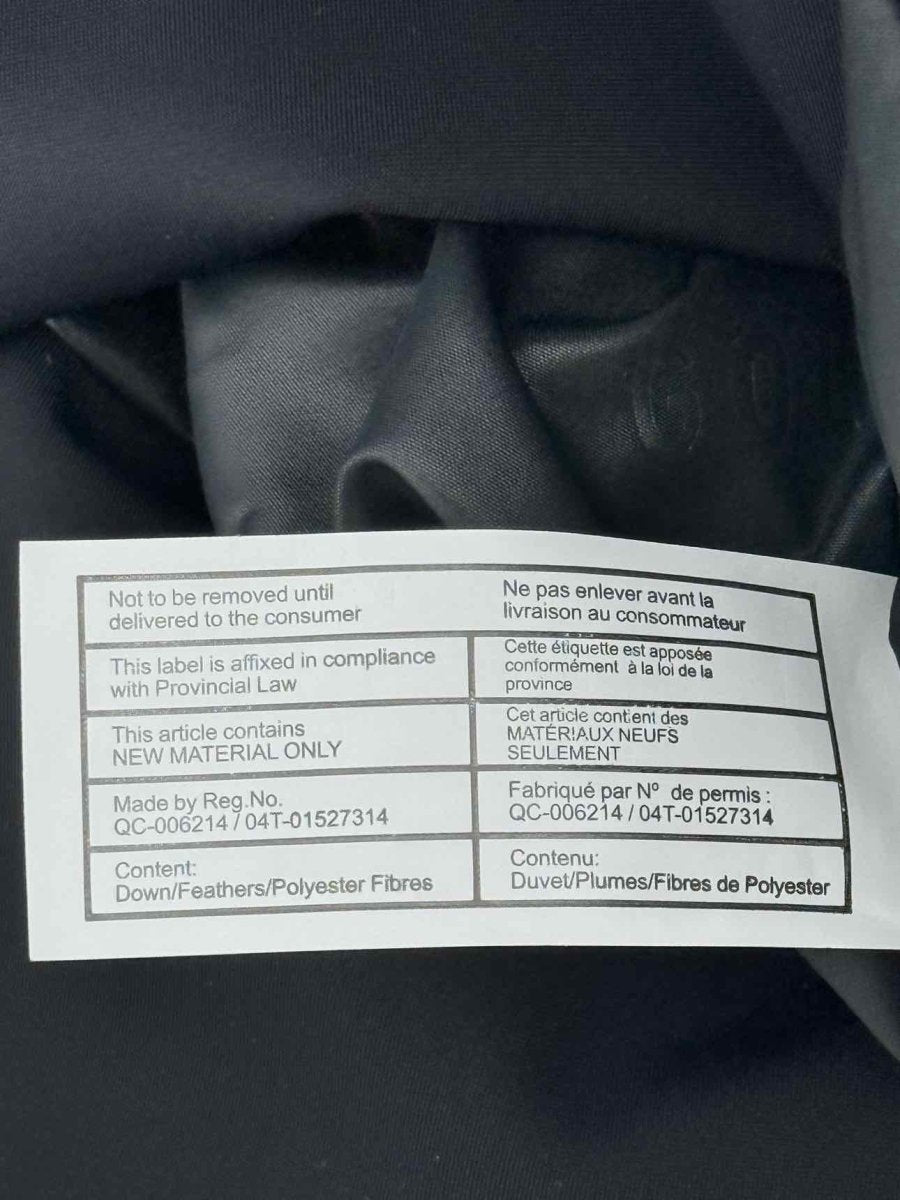 Not to be removed until
delivered to the consumer
Ne pas enlever avant la
livraison au consommateur
This label is affixed in compliance
with Provincial Law
Cette étiquette est apposée
conformément à la loi de la
province
This article contains
NEW MATERIAL ONLY
Cet article contient des
MATÉRIAUX NEUFS
SEULEMENT
Made by Reg.No.
QC-006214 / 04T-01527314
Fabriqué par Nº de permis :
QC-006214 / 04T-01527314
Content:
Down/Feathers/Polyester Fibres
Contenu:
Duvet/Plumes/Fibres de Polyester